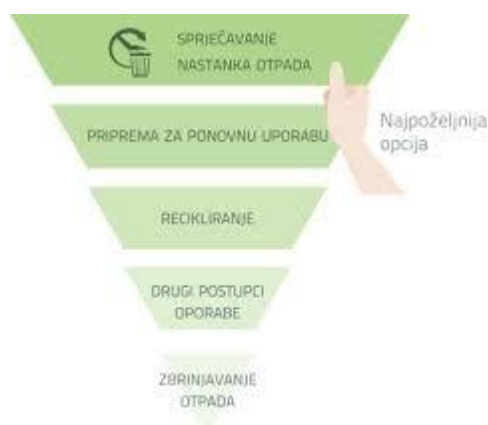 SPRJEČAVANJE
NASTANKA OTPADA
PRIPREMA ZA PONOVNU UPORABU
Najpoželjnija
opcija
RECIKLIRANJE
DRUGI POSTUPCI
OPORABE
ZBRINJAVANJE
OTPADA